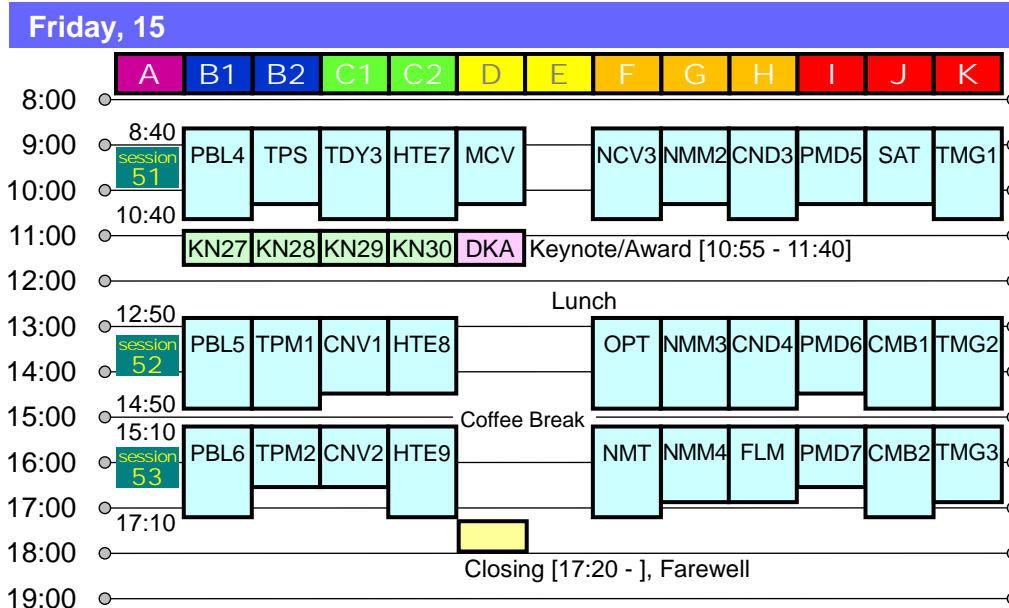 Friday, 15
A B1 B2 C1 C2 D E F G H I J K
8:00
8:40
9:00
session
51
PBL4 TPS TDY3 HTE7 MCV NCV3 NMM2 CND3 PMD5 SAT TMG1
10:00
10:40
11:00
KN27 KN28 KN29 KN30 DKA Keynote/Award [10:55 - 11:40]
12:00
Lunch
12:50
13:00
session
52
PBL5 TPM1 CNV1 HTE8 OPT NMM3 CND4 PMD6 CMB1 TMG2
14:00
14:50
15:00
Coffee Break
15:10
16:00
session
53
PBL6 TPM2 CNV2 HTE9 NMT NMM4 FLM PMD7 CMB2 TMG3
17:00
17:10
18:00
Closing [17:20 - ], Farewell
19:00